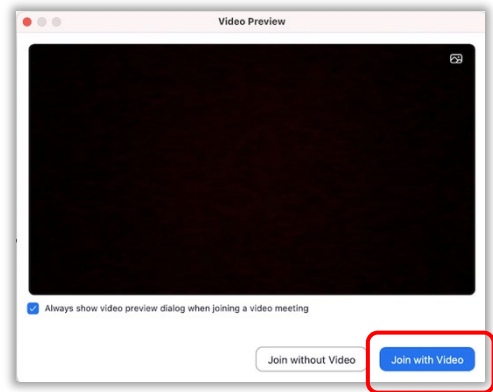 Video Preview
Always show video preview dialog when joining a video meeting
Join without Video
Join with Video